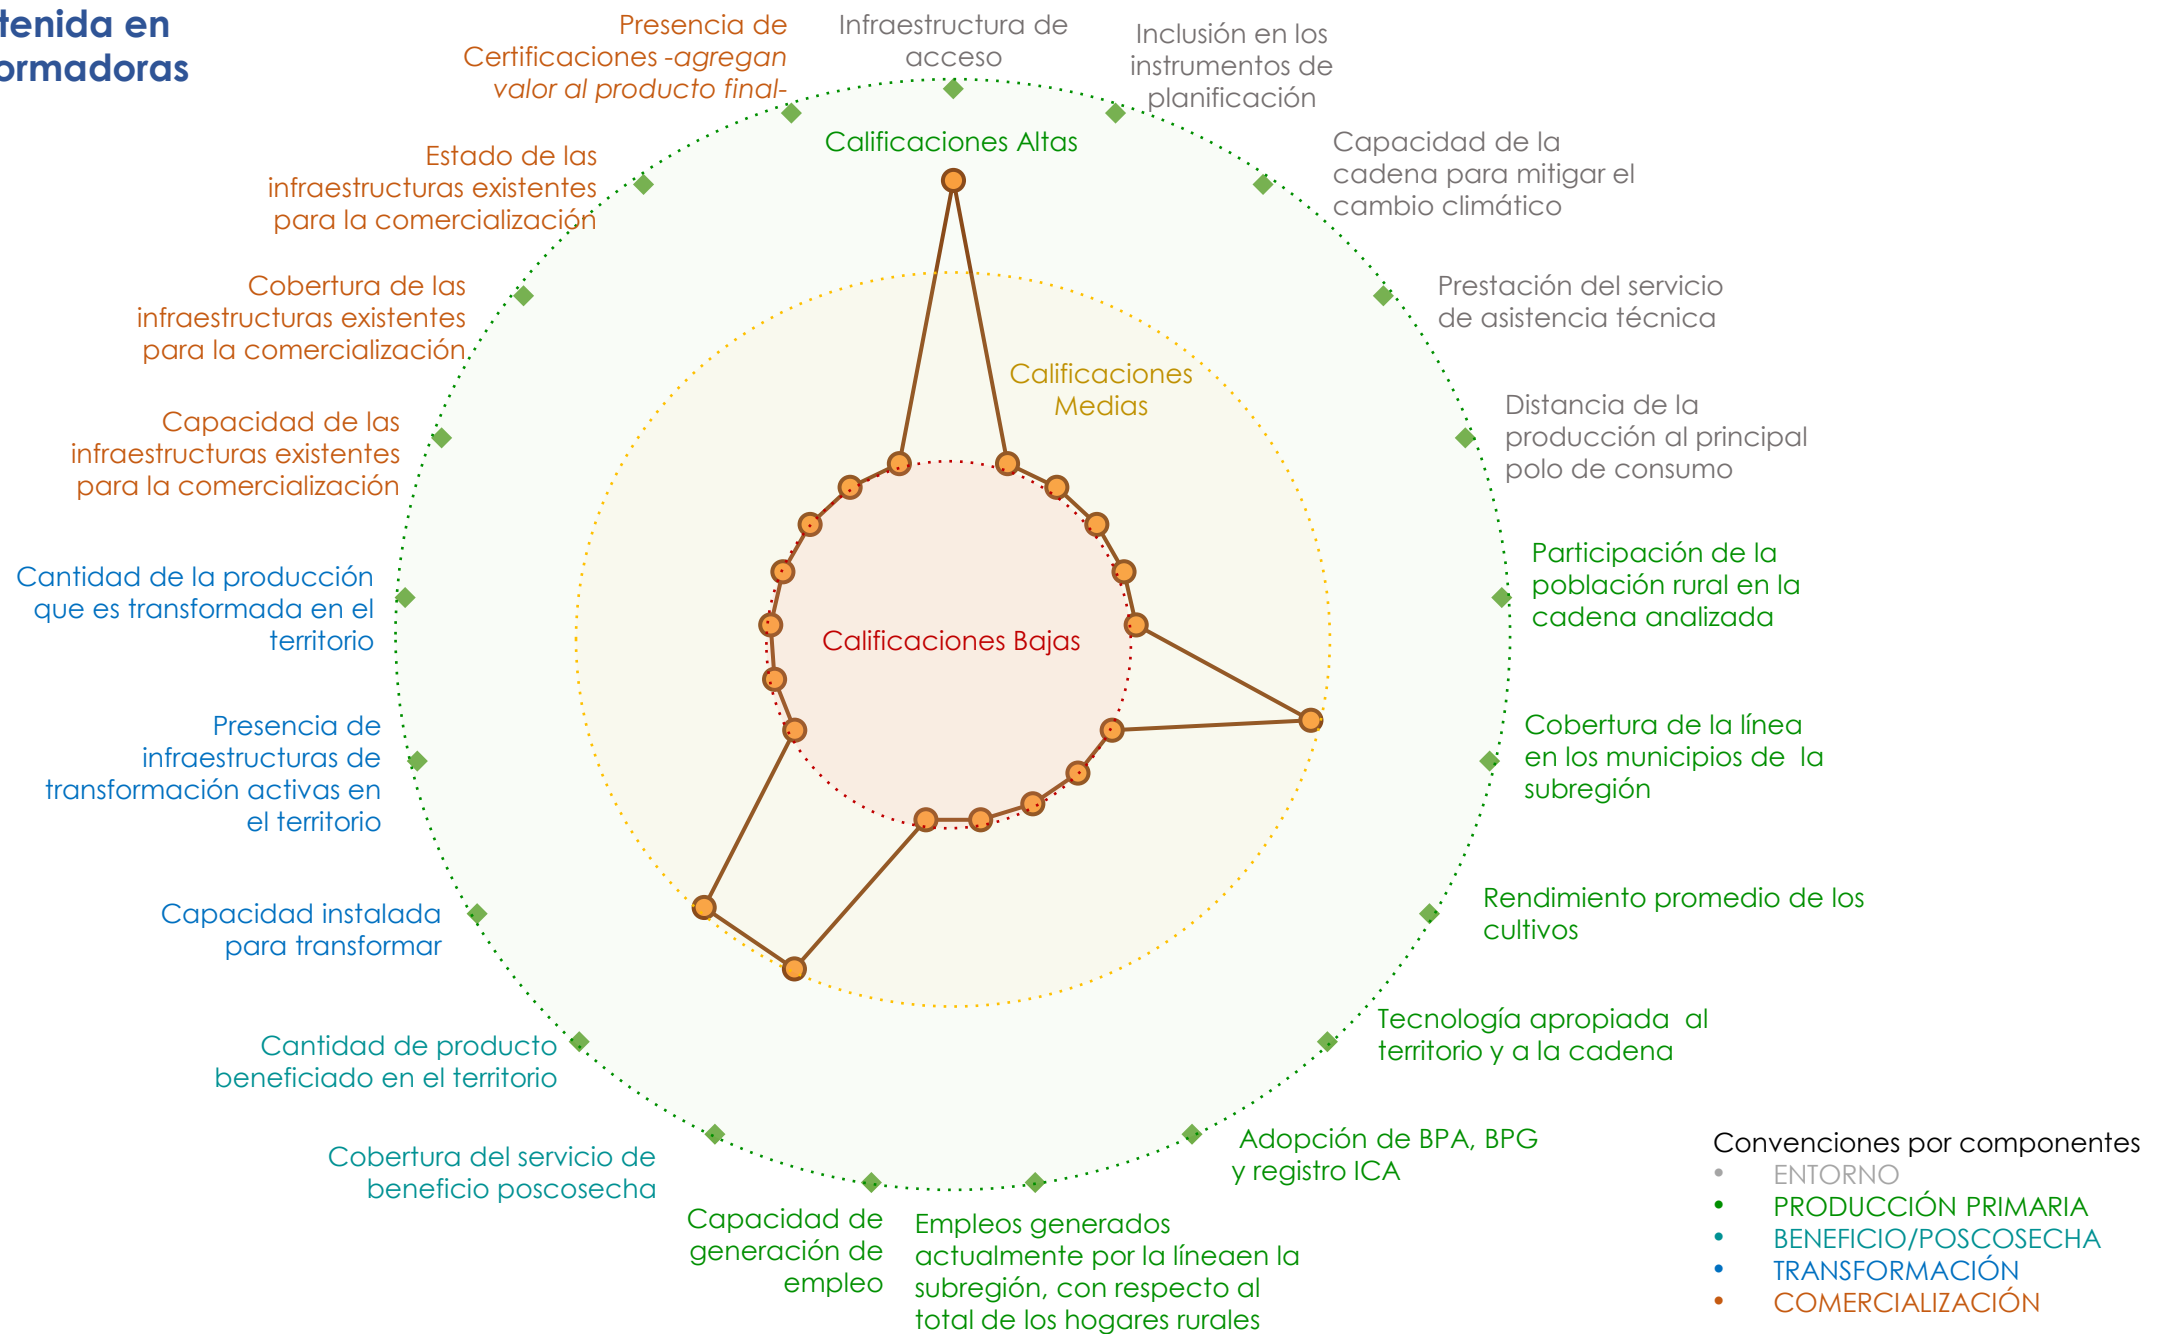 tenida en
ormadoras
Presencia de
Certificaciones -agregan
valor al producto final-
Infraestructura de
acceso
Inclusión en los
instrumentos de
planificación
Calificaciones Altas
Capacidad de la
cadena para mitigar el
cambio climático
Estado de las
infraestructuras existentes
para la comercialización
Cobertura de las
infraestructuras existentes
para la comercialización
Prestación del servicio
de asistencia técnica
Calificaciones
Medias
Capacidad de las
infraestructuras existentes
para la comercialización
Distancia de la
producción al principal
polo de consumo
Cantidad de la producción
que es transformada en el
territorio
Participación de la
población rural en la
cadena analizada
Calificaciones Bajas
Presencia de
infraestructuras de
transformación activas en
el territorio
Cobertura de la línea
en los municipios de  la
subregión
Capacidad instalada
para transformar
Rendimiento promedio de los
cultivos
Cantidad de producto
beneficiado en el territorio
Tecnología apropiada  al
territorio y a la cadena
Cobertura del servicio de
beneficio poscosecha
Adopción de BPA, BPG
y registro ICA
Capacidad de
generación de
empleo
Empleos generados
actualmente por la líneaen la
subregión, con respecto al
total de los hogares rurales
Convenciones por componentes
• ENTORNO
• PRODUCCIÓN PRIMARIA
• BENEFICIO/POSCOSECHA
• TRANSFORMACIÓN
• COMERCIALIZACIÓN